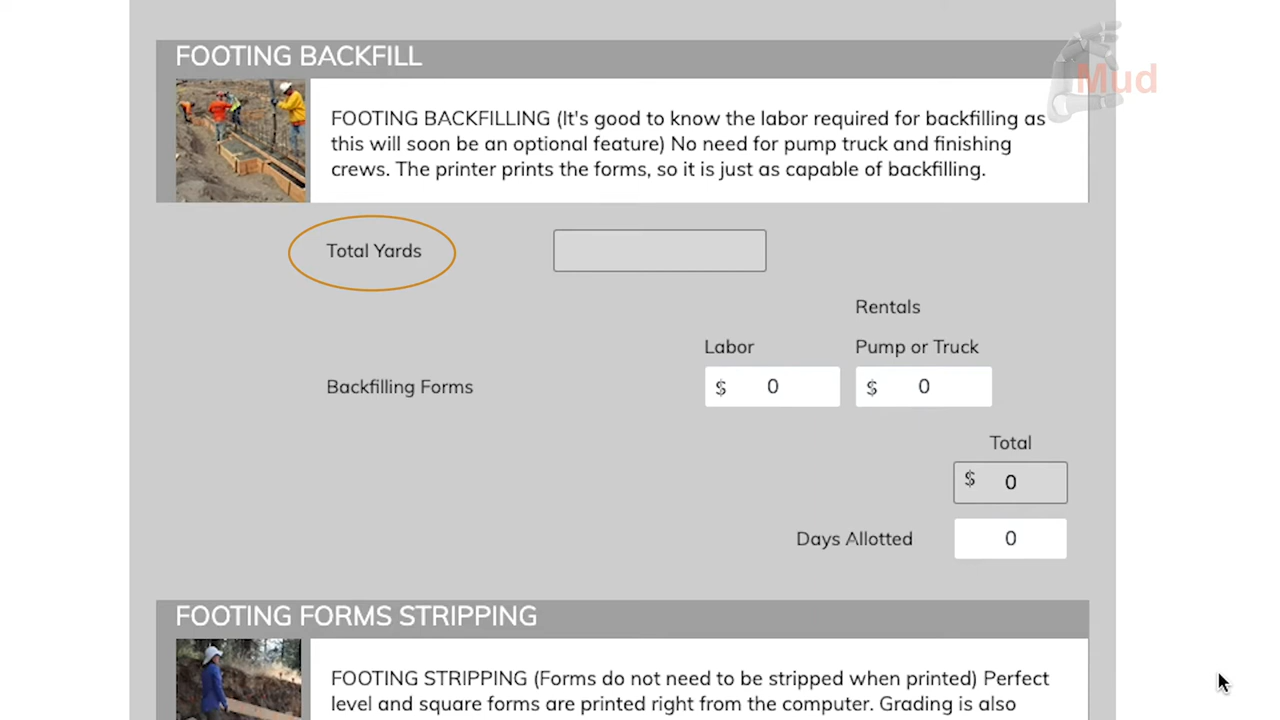 Mud
FOOTING BACKFILL
FOOTING BACKFILLING (It's good to know the labor required for backfilling as
this will soon be an optional feature) No need for pump truck and finishing
crews. The printer prints the forms, so it is just as capable of backfilling.
Total Yards
Rentals
Labor
Pump or Truck
Backfilling Forms
$ 0
$ 0
Total
$ 0
Days Allotted
0
FOOTING FORMS STRIPPING
FOOTING STRIPPING (Forms do not need to be stripped when printed) Perfect
level and square forms are printed right from the computer. Grading is also